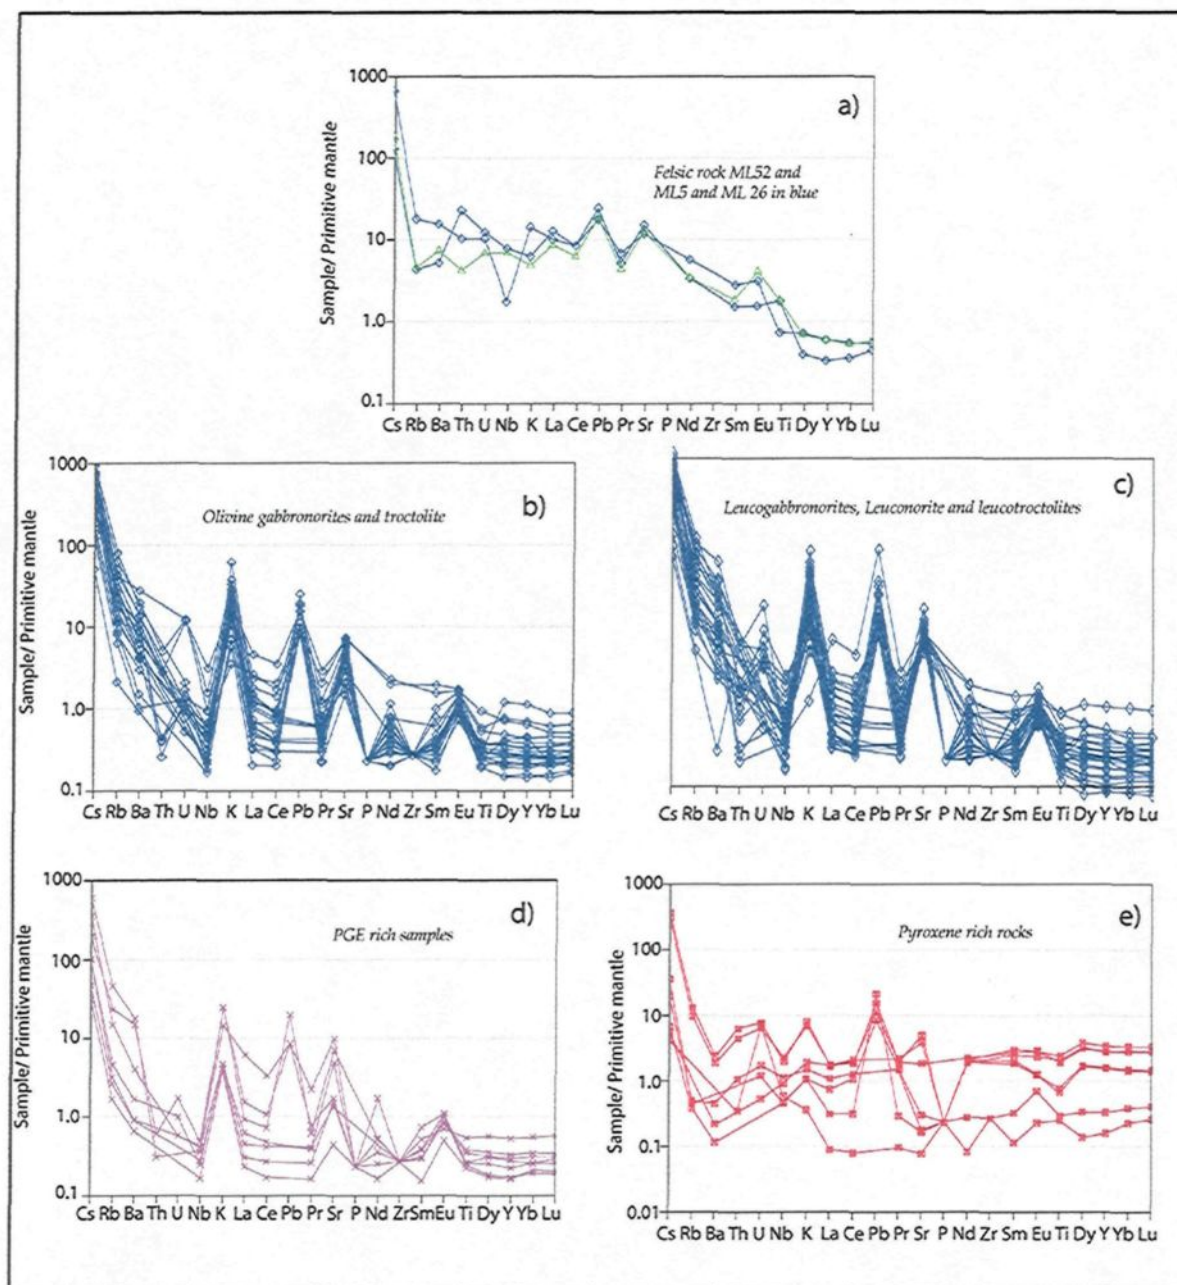 a)
1000
100
10
1.0
0.1
Sample/ Primitive mantle
Felsic rock ML52 and
ML5 and ML 26 in blue
Cs Rb Ba Th U Nb K La Ce Pb Pr Sr P Nd Zr Sm Eu Ti Dy Y Yb Lu
b)
1000
100
10
1.0
0.1
Sample/ Primitive mantle
Olivine gabbronorites and troctolite
Cs Rb Ba Th U Nb K La Ce Pb Pr Sr P Nd Zr Sm Eu Ti Dy Y Yb Lu
c)
Leucogabbronorites, Leuconorite and leucotroctolites
Cs Rb Ba Th U Nb K La Ce Pb Pr Sr P Nd Zr Sm Eu Ti Dy Y Yb Lu
d)
1000
100
10
1.0
0.1
Sample/ Primitive mantle
PGE rich samples
Cs Rb Ba Th U Nb K La Ce Pb Pr Sr P Nd ZrSmEu Ti Dy Y Yb Lu
e)
1000
100
10
1.0
0.1
0.01
Sample/ Primitive mantle
Pyroxene rich rocks
Cs Rb Ba Th U Nb K La Ce Pb Pr Sr P Nd Zr Sm Eu Ti Dy Y Yb Lu